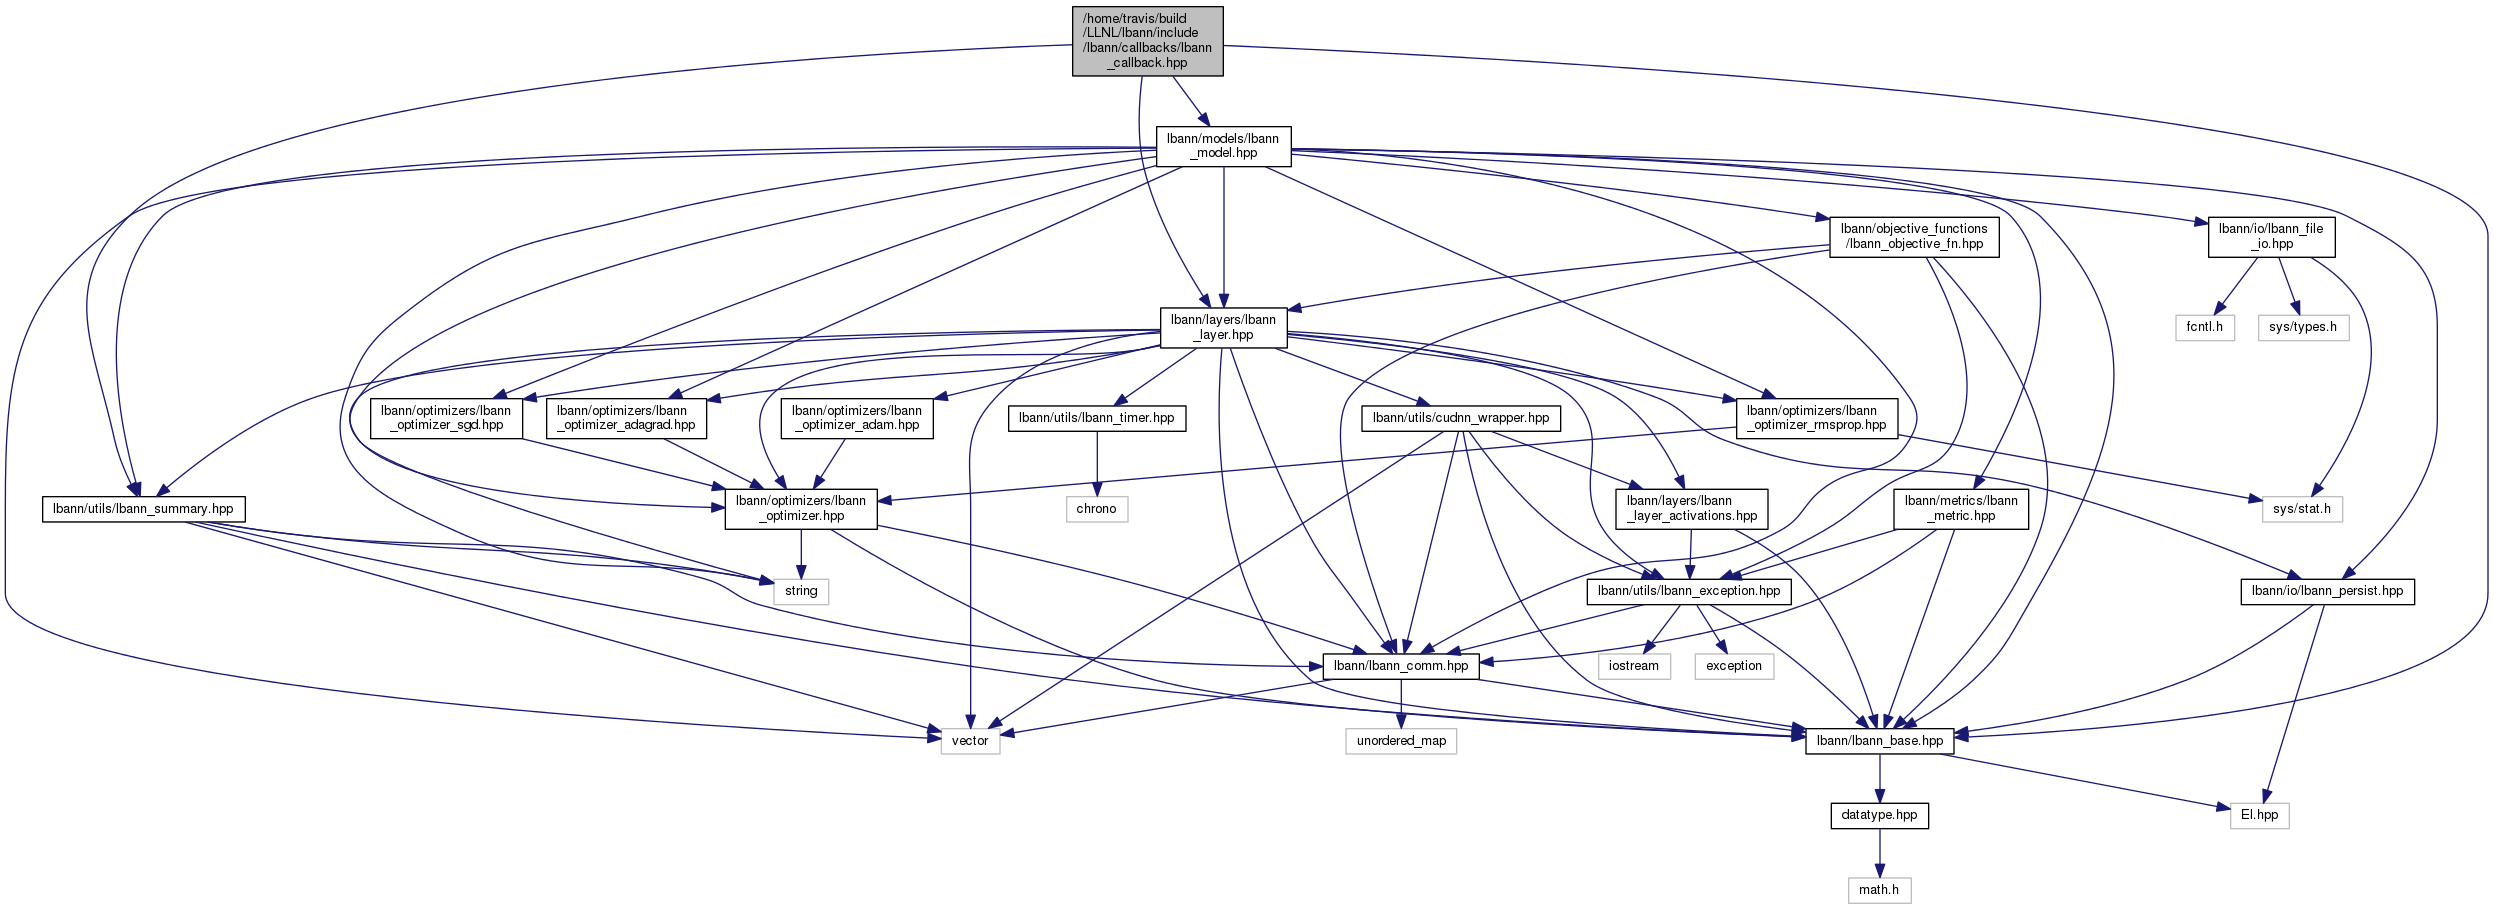 /home/travis/build
/LLNL/lbann/include
/lbann/callbacks/lbann
_callback.hpp
lbann/models/lbann
_model.hpp
lbann/objective_functions
/lbann_objective_fn.hpp
lbann/io/lbann_file
_io.hpp
lbann/layers/lbann
_layer.hpp
fcntl.h
sys/types.h
lbann/optimizers/lbann
_optimizer_sgd.hpp
lbann/optimizers/lbann
_optimizer_adagrad.hpp
lbann/optimizers/lbann
_optimizer_adam.hpp
lbann/utils/lbann_timer.hpp
lbann/utils/cudnn_wrapper.hpp
lbann/optimizers/lbann
_optimizer_rmsprop.hpp
lbann/utils/lbann_summary.hpp
lbann/optimizers/lbann
_optimizer.hpp
chrono
lbann/layers/lbann
_layer_activations.hpp
lbann/metrics/lbann
_metric.hpp
sys/stat.h
string
lbann/utils/lbann_exception.hpp
lbann/io/lbann_persist.hpp
lbann/lbann_comm.hpp
iostream
exception
vector
unordered_map
lbann/lbann_base.hpp
datatype.hpp
El.hpp
math.h